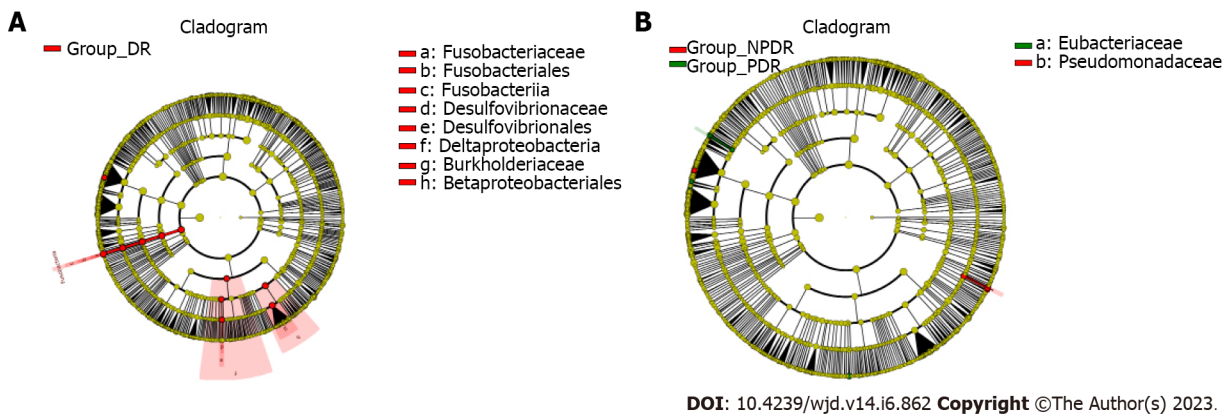 A
Cladogram
Group_DR
a: Fusobacteriaceae
b: Fusobacteriales
c: Fusobacteriia
d: Desulfovibrionaceae
e: Desulfovibrionales
f: Deltaproteobacteria
g: Burkholderiaceae
h: Betaproteobacteriales
B
Cladogram
Group_NPDR
Group_PDR
a: Eubacteriaceae
b: Pseudomonadaceae
DOI: 10.4239/wjd.v14.i6.862 Copyright ©The Author(s) 2023.